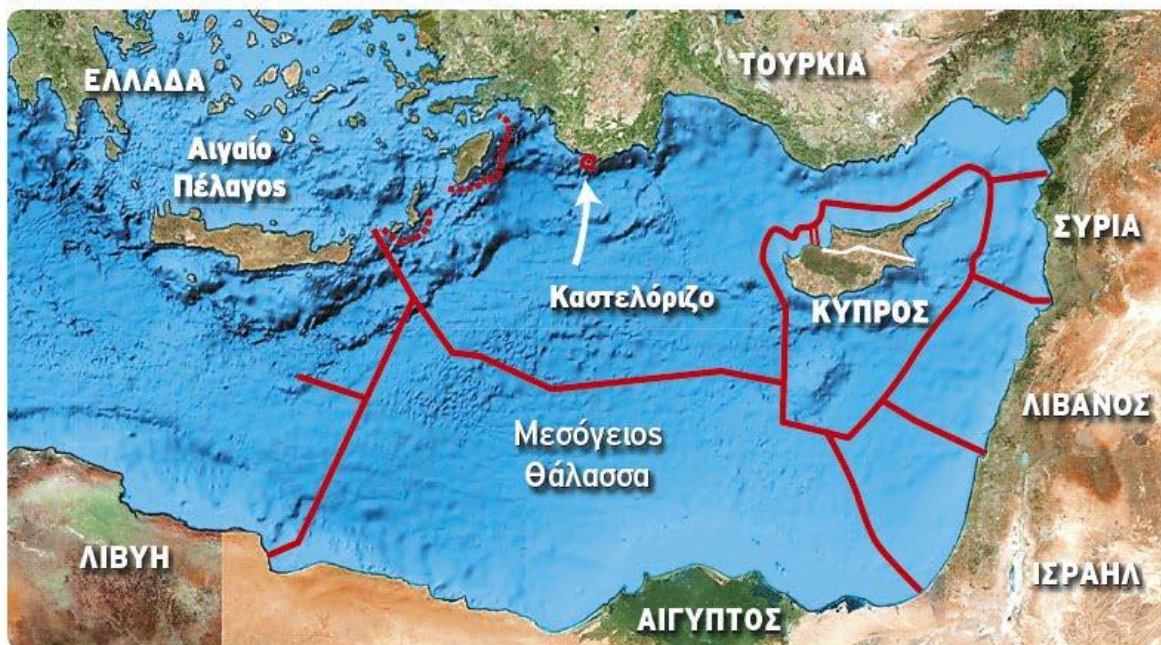 ΕΛΛΑΔΑ
ΤΟΥΡΚΙΑ
Αιγαίο
Πέλαγος
ΣΥΡΙΑ
Καστελόριζο
ΚΥΠΡΟΣ
ΛΙΒΑΝΟΣ
Μεσόγειος
Θάλασσα
ΛΙΒΥΗ
ΙΣΡΑΗΛ
ΑΙΓΥΠΤΟΣ